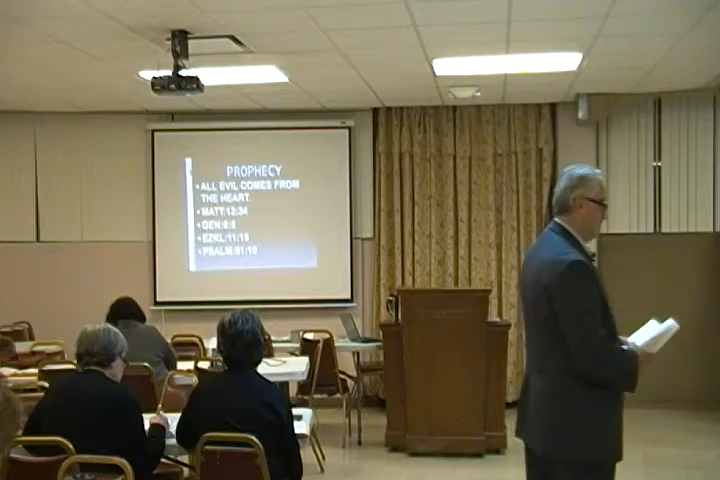 PROPHECY
•ALL EVIL COMES FROM
THE HEART.
•MATT:12:34
•GEN:6:5
•EZKL:11:19
•PSALM:51:10